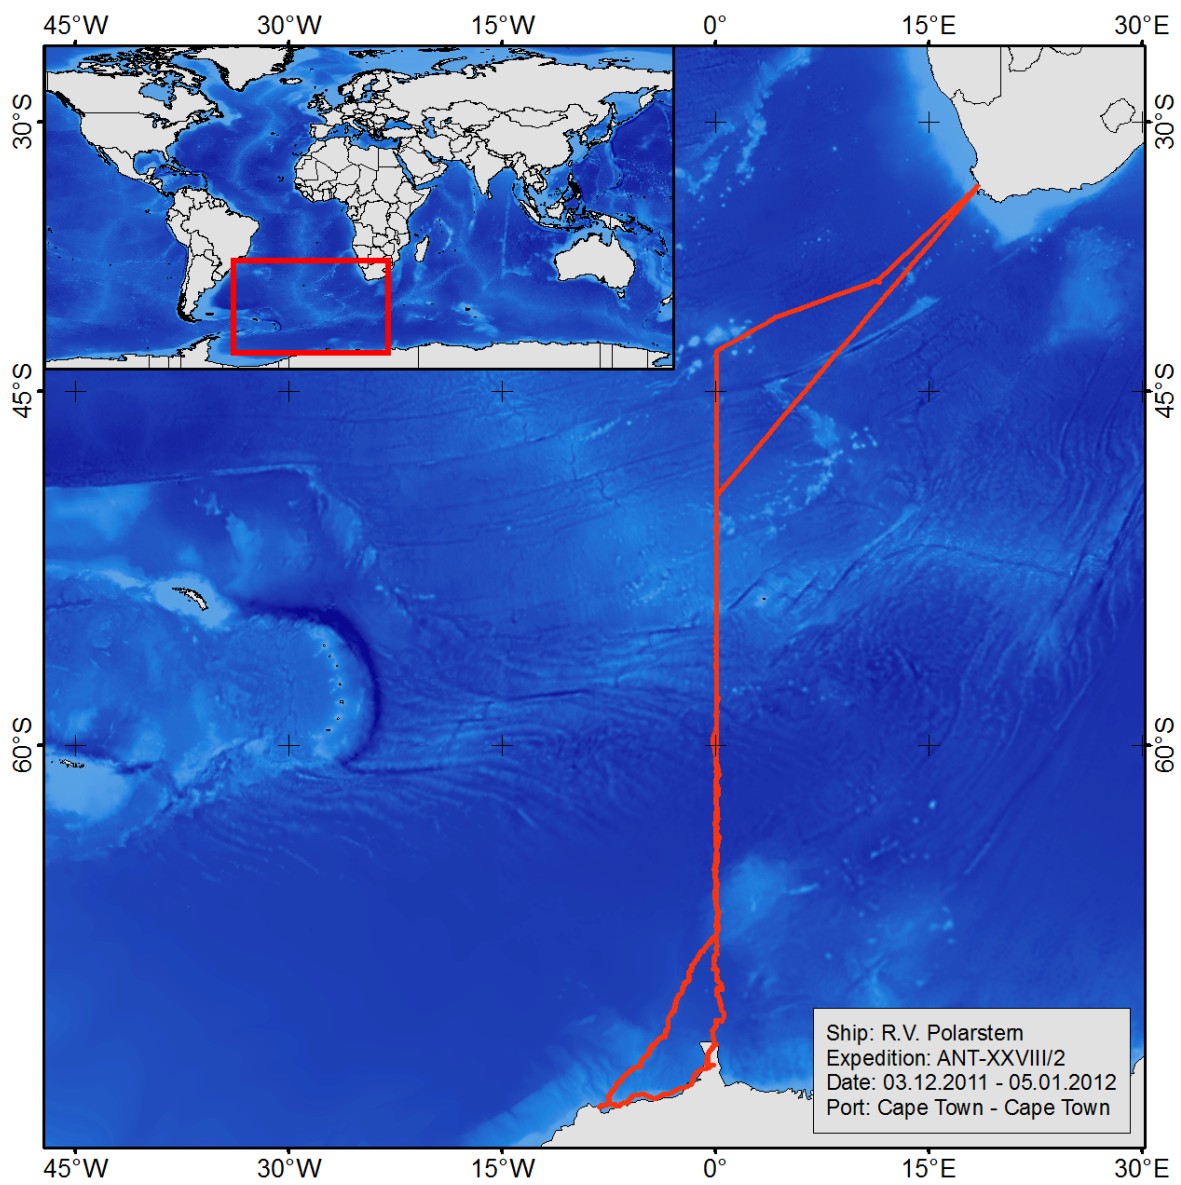 45°W 30°W 15°W 0° 15°E 30°E
30°S 30°S
45°S 45°S
60°S 60°S
Ship: R.V. Polarstern
Expedition: ANT-XXVIII/2
Date: 03.12.2011 - 05.01.2012
Port: Cape Town - Cape Town
45°W 30°W 15°W 0° 15°E 30°E